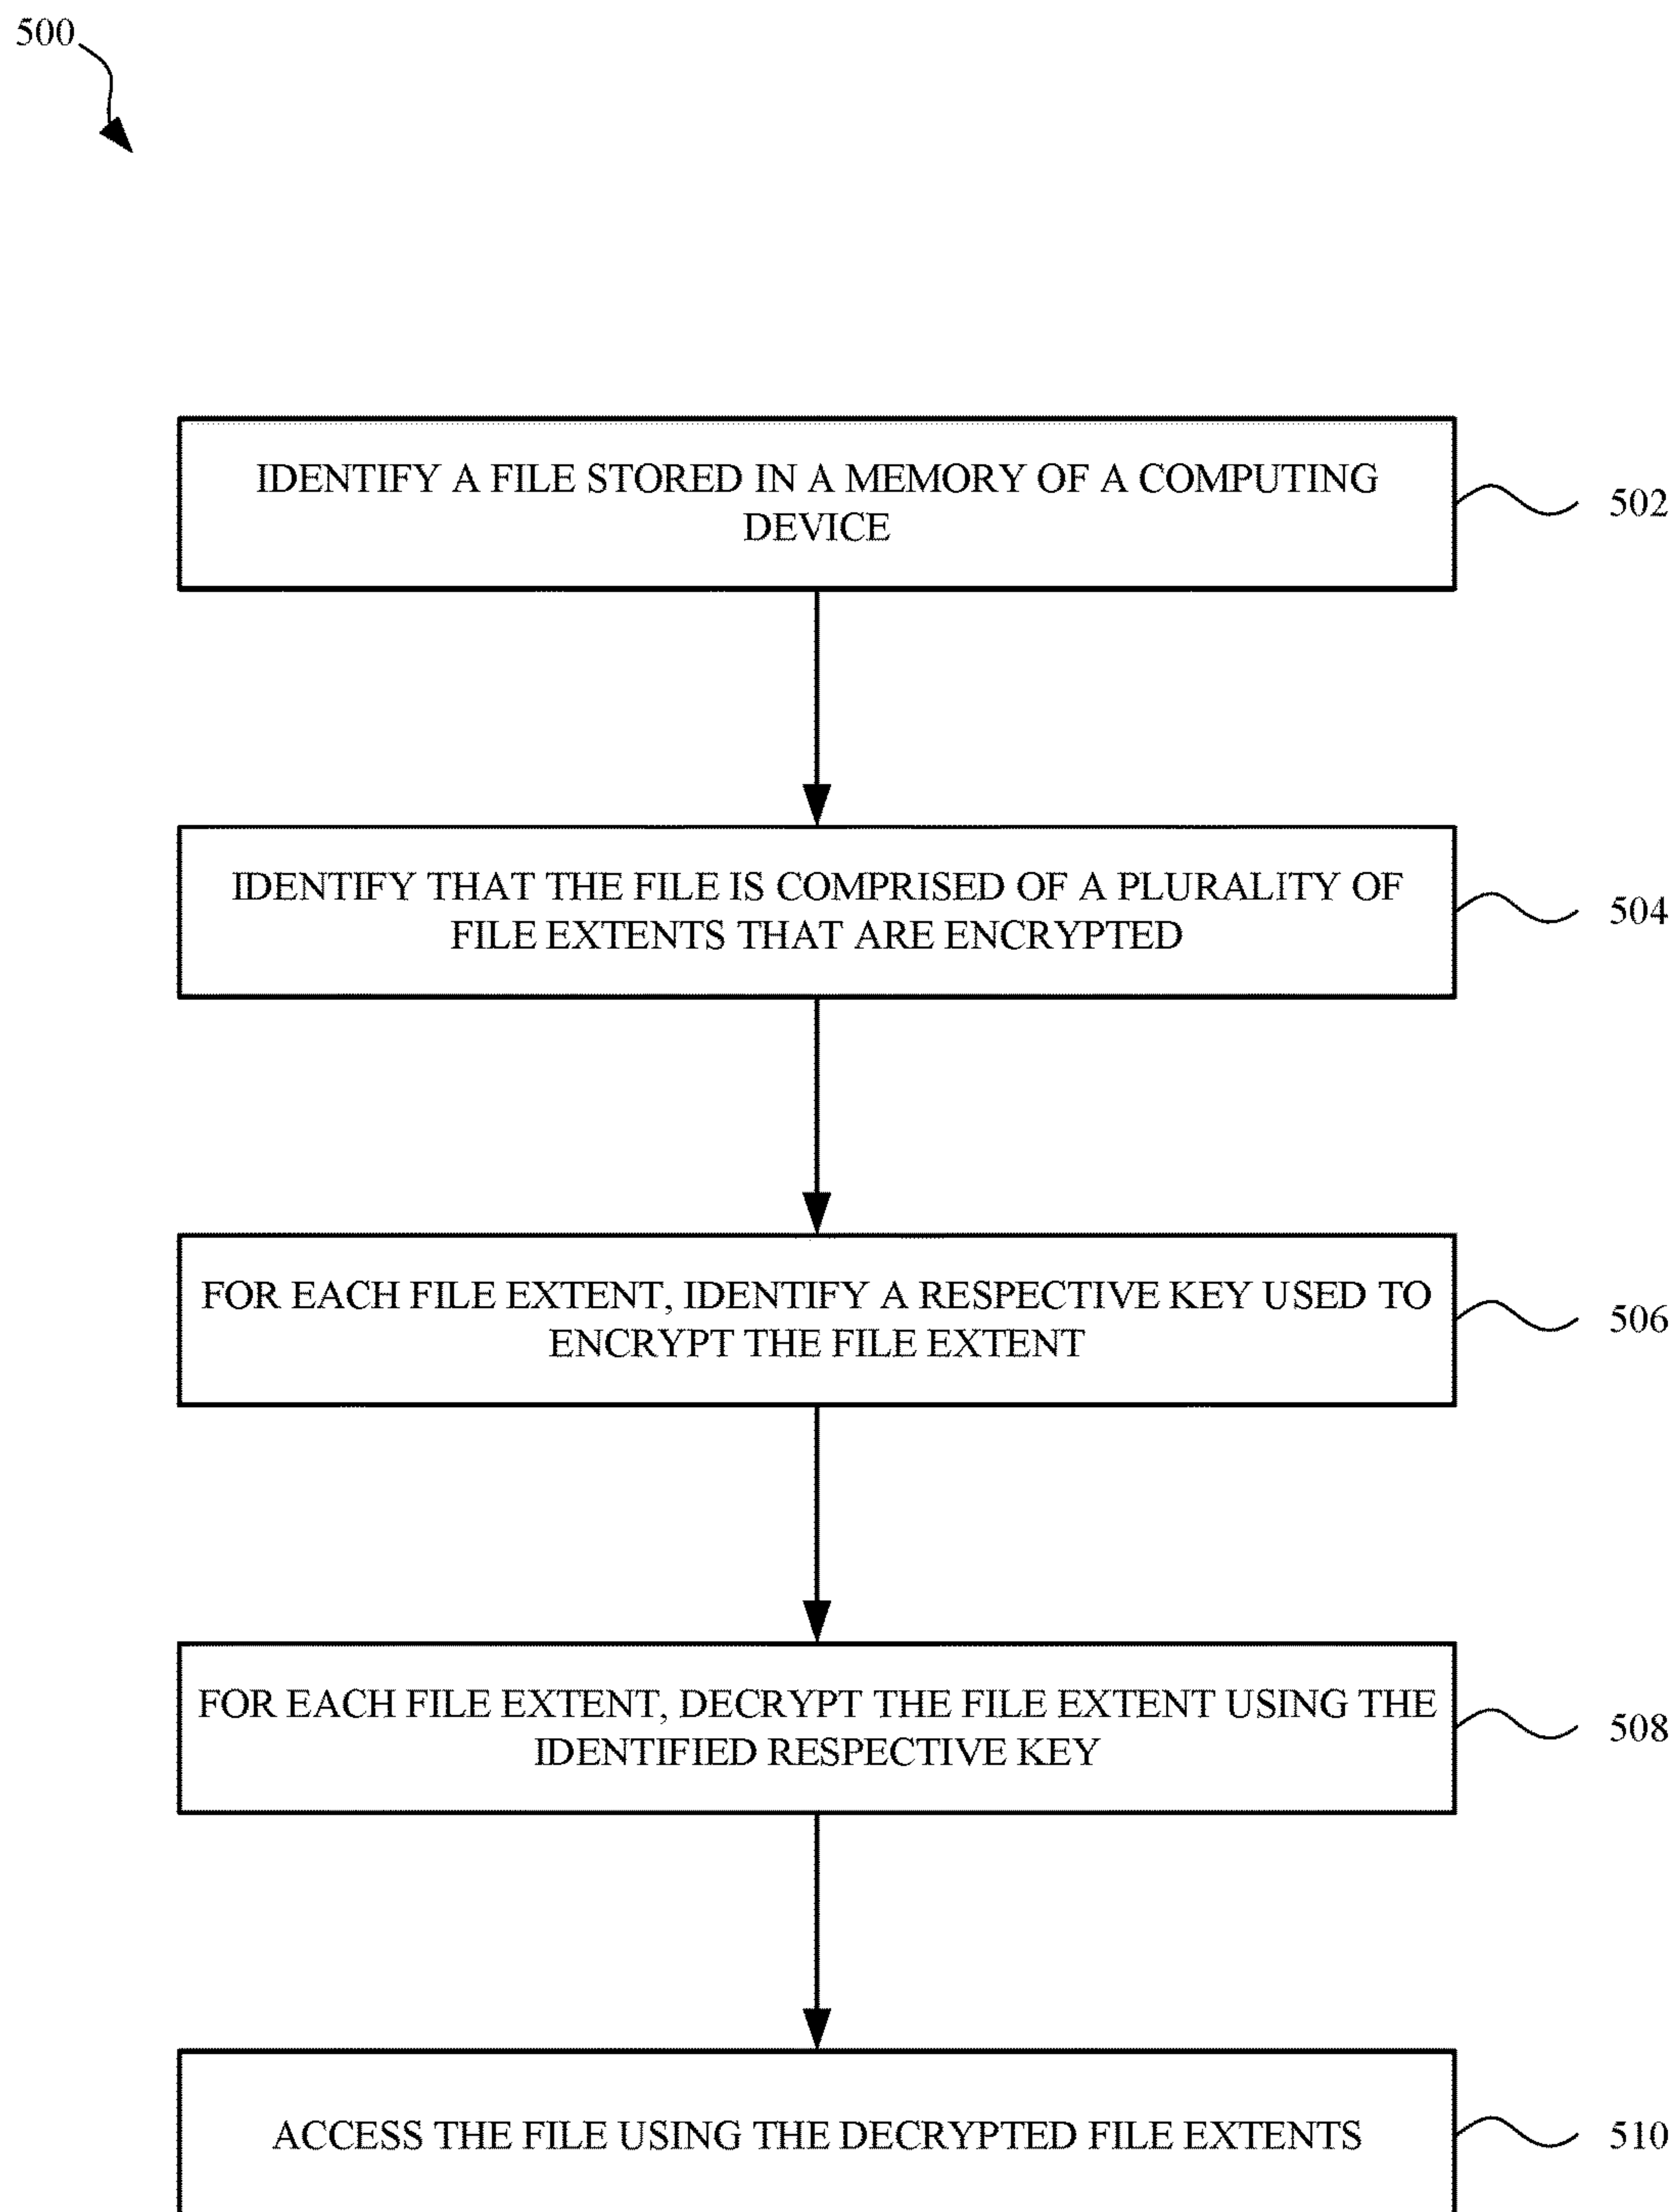 500
IDENTIFY A FILE STORED IN A MEMORY OF A COMPUTING
DEVICE
502
IDENTIFY THAT THE FILE IS COMPRISED OF A PLURALITY OF
FILE EXTENTS THAT ARE ENCRYPTED
504
FOR EACH FILE EXTENT, IDENTIFY A RESPECTIVE KEY USED TO
ENCRYPT THE FILE EXTENT
506
FOR EACH FILE EXTENT, DECRYPT THE FILE EXTENT USING THE
IDENTIFIED RESPECTIVE KEY
508
ACCESS THE FILE USING THE DECRYPTED FILE EXTENTS
510